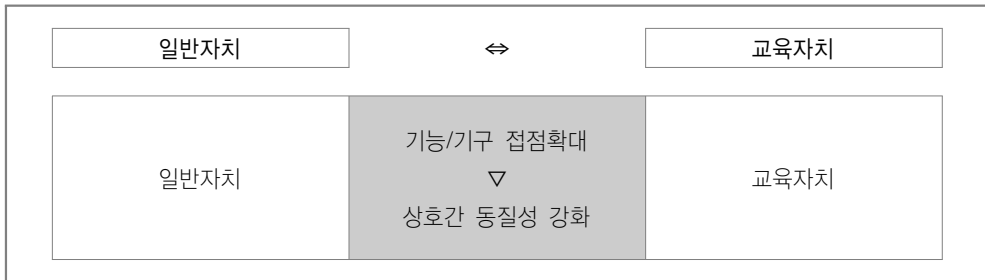 일반자치 ⇔ 교육자치
기능/기구 접점확대
일반자치 ▽ 교육자치
상호간 동질성 강화